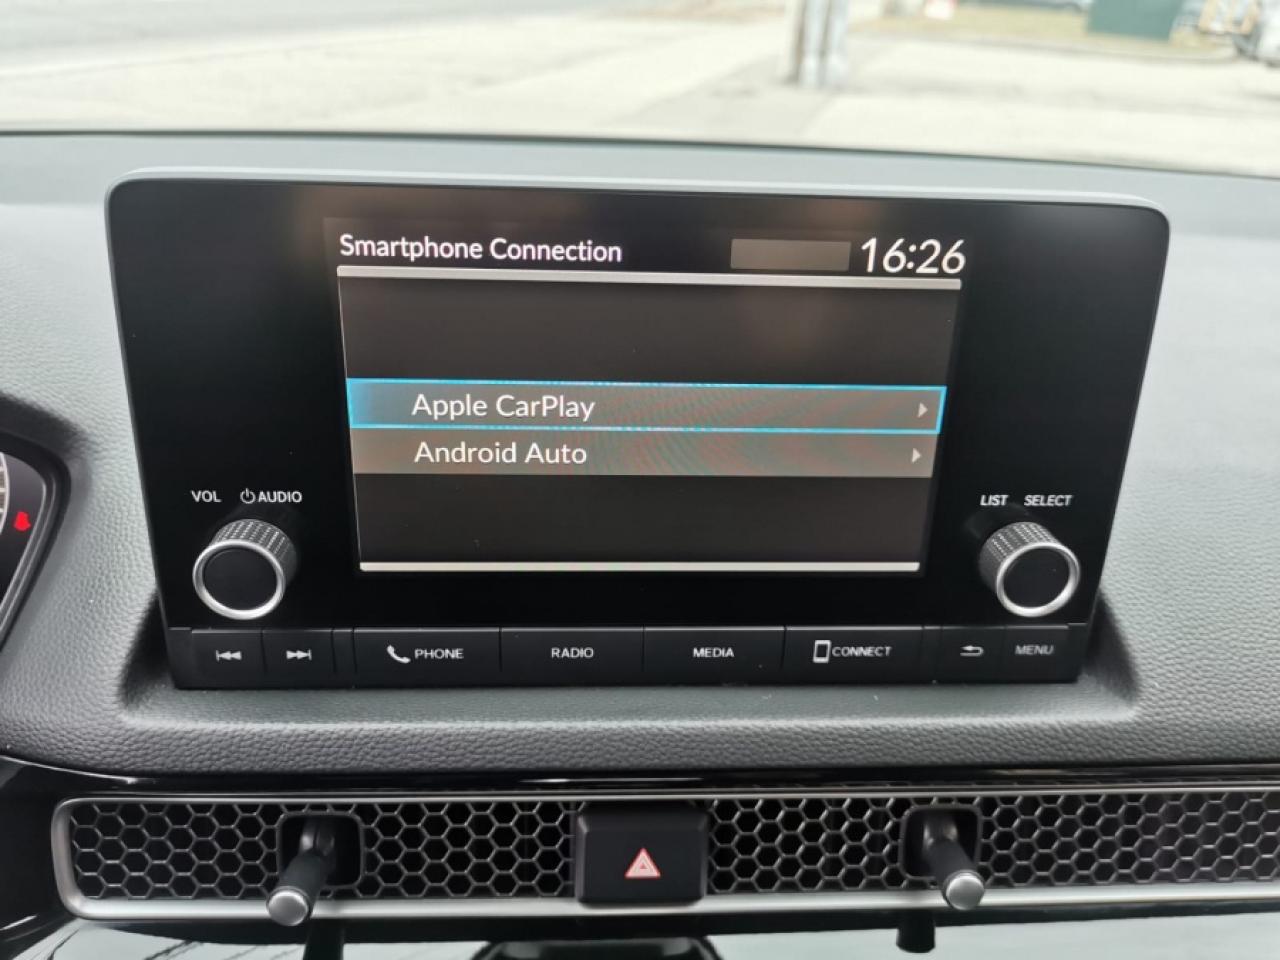 Smartphone Connection 16:26
Apple CarPlay
Android Auto
VOL AUDIO
LIST SELECT
PHONE RADIO MEDIA CONNECT MENU